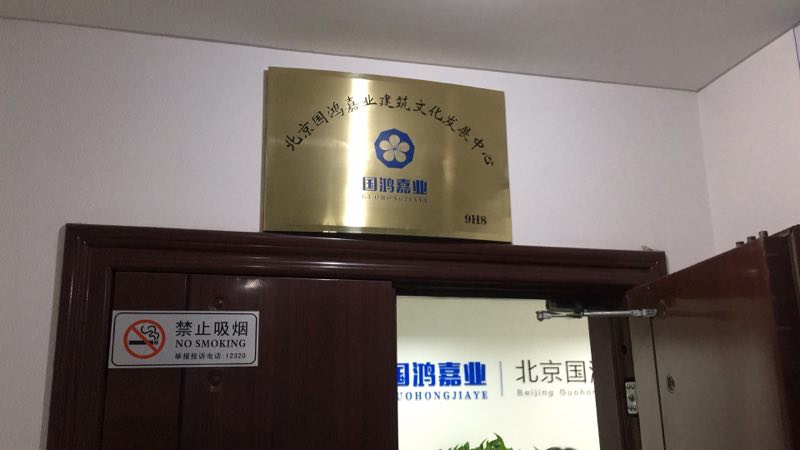 北京国鸿嘉业建筑文化发展中心
国鸿嘉业
GUOHONGJIAYE
9H8
禁止吸烟
NO SMOKING
举报投诉电话:12320
国鸿嘉业
GUOHONGJIAYE
北京国
Beijing Guohon